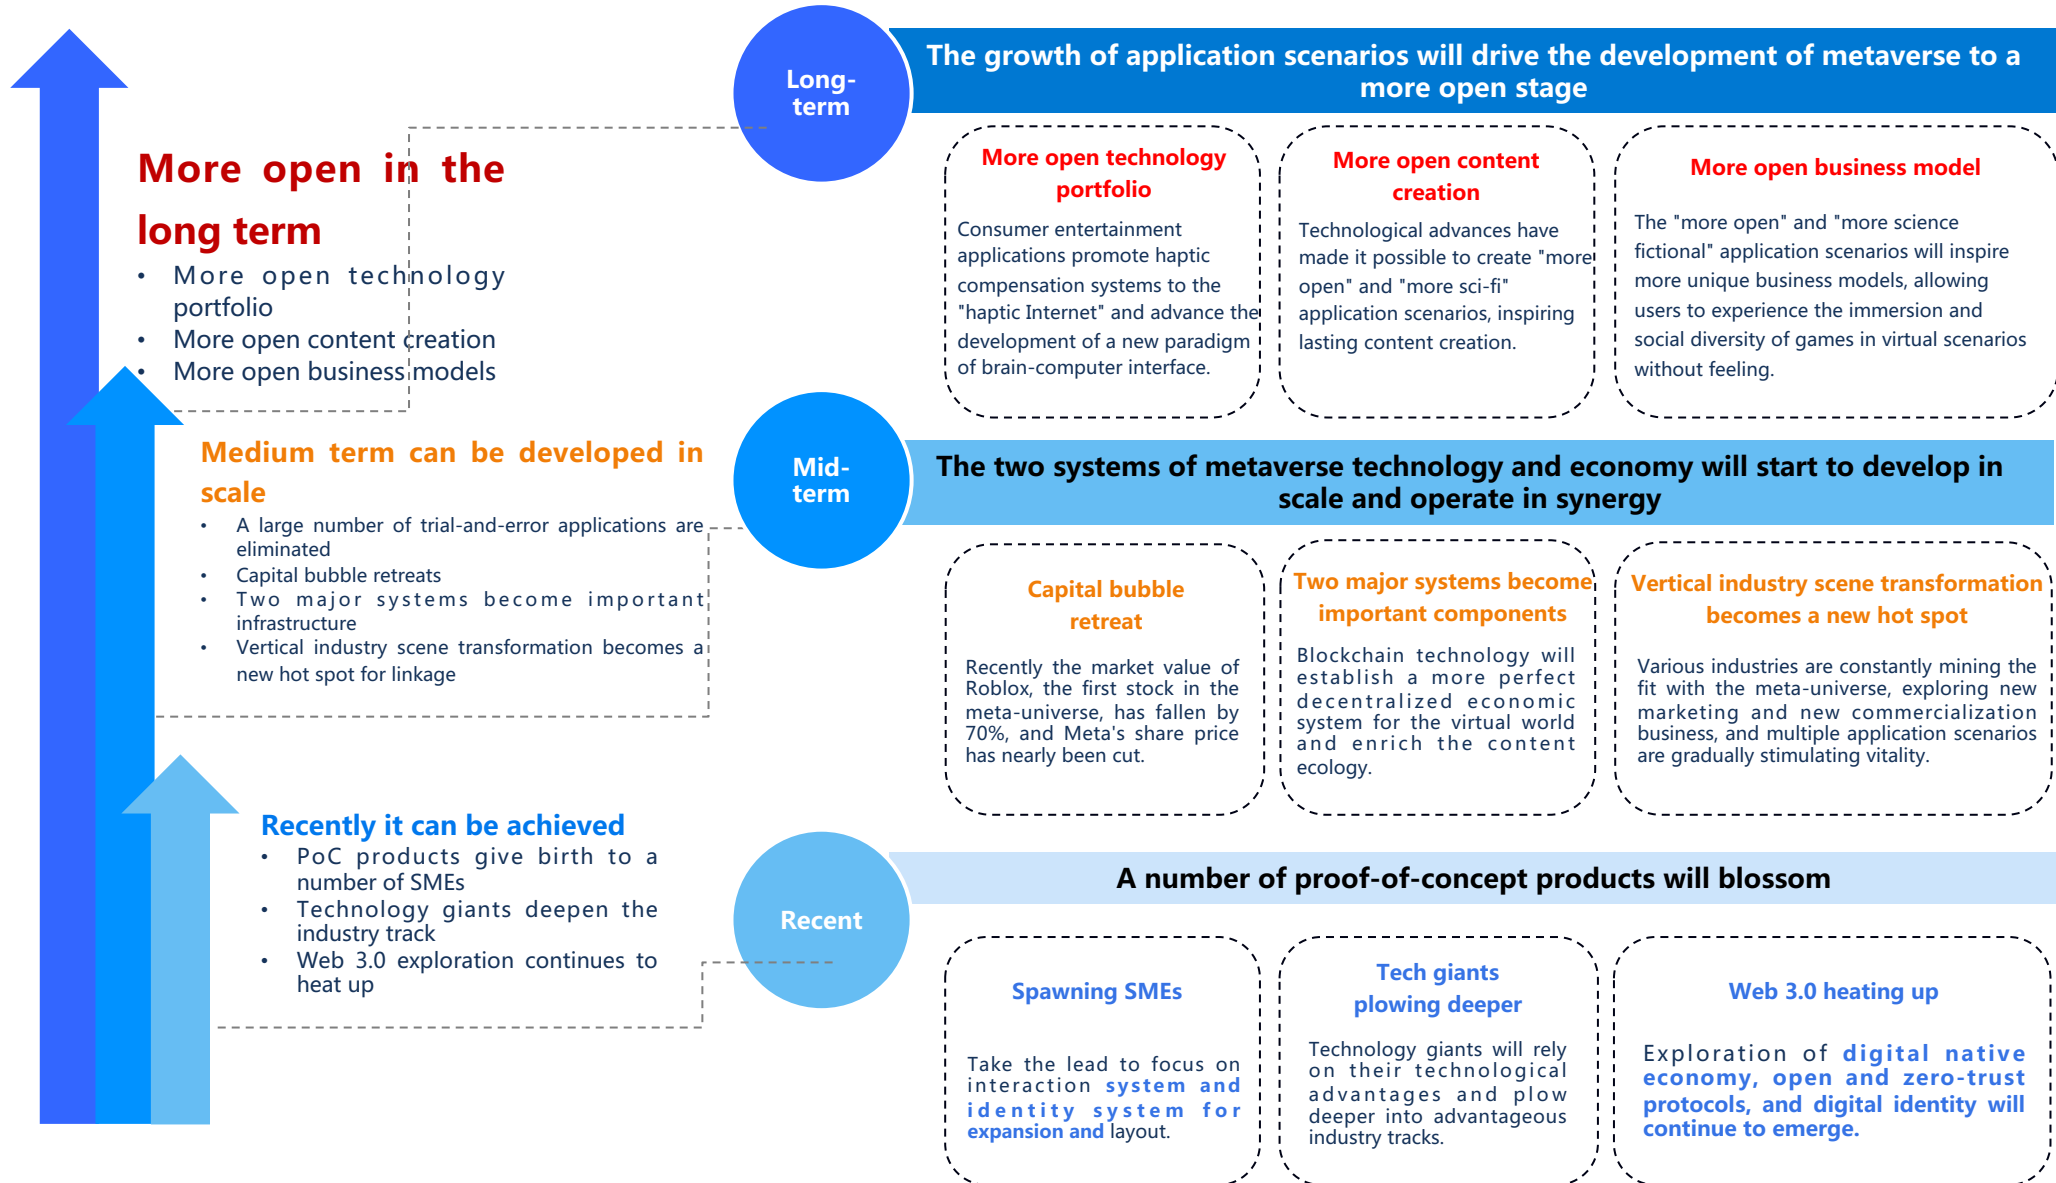 More open in the
long term
• More open technology
portfolio
• More open content creation
• More open business models
Medium term can be developed in
scale
• A large number of trial-and-error applications are
eliminated
• Capital bubble retreats
• Two major systems become important
infrastructure
• Vertical industry scene transformation becomes a
new hot spot for linkage
Recently it can be achieved
• PoC products give birth to a
number of SMEs
• Technology giants deepen the
industry track
• Web 3.0 exploration continues to
heat up
Long-
term
The growth of application scenarios will drive the development of metaverse to a
more open stage
More open technology
portfolio
Consumer entertainment
applications promote haptic
compensation systems to the
"haptic Internet" and advance the
development of a new paradigm
of brain-computer interface.
More open content
creation
Technological advances have
made it possible to create "more
open" and "more sci-fi"
application scenarios, inspiring
lasting content creation.
More open business model
The "more open" and "more science
fictional" application scenarios will inspire
more unique business models, allowing
users to experience the immersion and
social diversity of games in virtual scenarios
without feeling.
Mid-
term
The two systems of metaverse technology and economy will start to develop in
scale and operate in synergy
Capital bubble
retreat
Recently the market value of
Roblox, the first stock in the
meta-universe, has fallen by
70%, and Meta's share price
has nearly been cut.
Two major systems become
important components
Blockchain technology will
establish a more perfect
decentralized economic
system for the virtual world
and enrich the content
ecology.
Vertical industry scene transformation
becomes a new hot spot
Various industries are constantly mining the
fit with the meta-universe, exploring new
marketing and new commercialization
business, and multiple application scenarios
are gradually stimulating vitality.
Recent
A number of proof-of-concept products will blossom
Spawning SMEs
Take the lead to focus on
interaction system and
identity system for
expansion and layout.
Tech giants
plowing deeper
Technology giants will rely
on their technological
advantages and plow
deeper into advantageous
industry tracks.
Web 3.0 heating up
Exploration of digital native
economy, open and zero-trust
protocols, and digital identity will
continue to emerge.